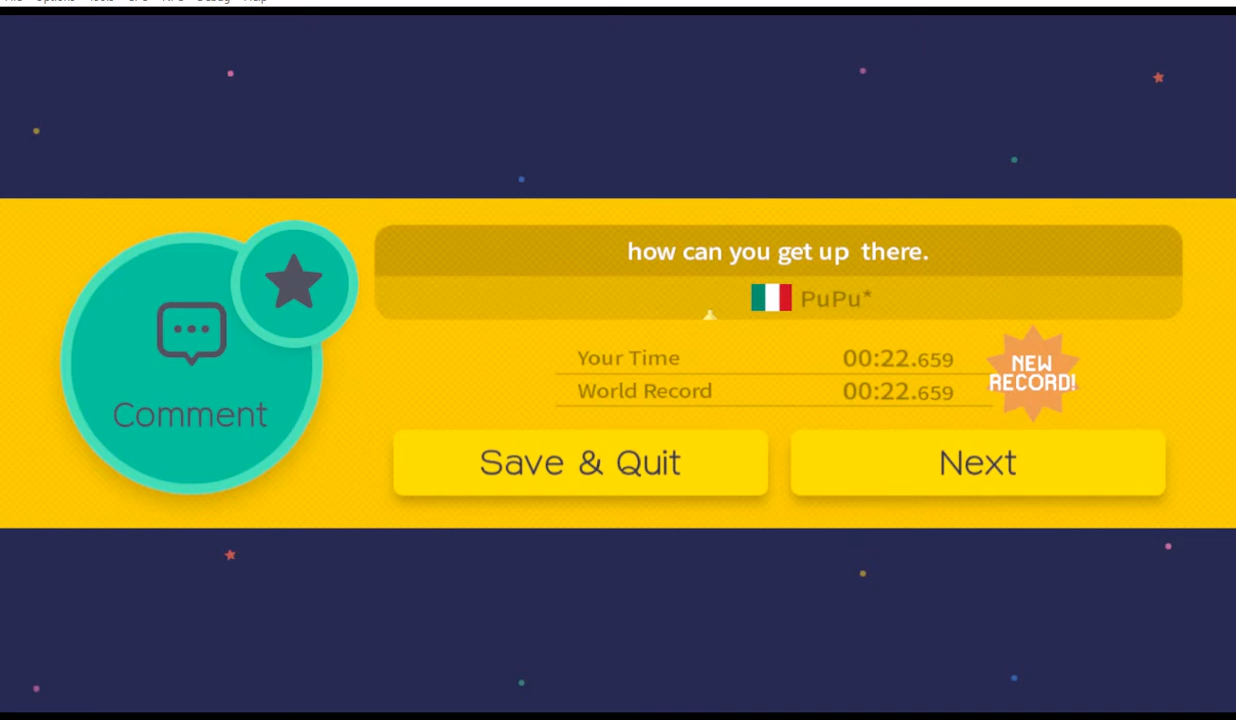 how can you get up there.
PuPu*
Your Time 00:22.659
NEW RECORD!
World Record 00:22.659
Comment
Save & Quit
Next